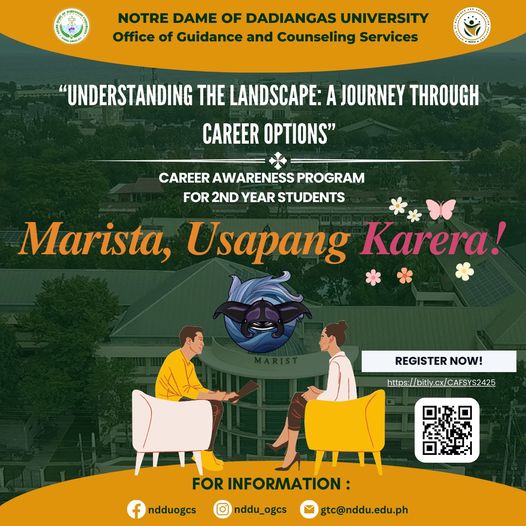 NOTRE DAME OF DADIANGAS UNIVERSITY
Office of Guidance and Counseling Services
“UNDERSTANDING THE LANDSCAPE: A JOURNEY THROUGH
CAREER OPTIONS”
CAREER AWARENESS PROGRAM
FOR 2ND YEAR STUDENTS
Marista, Usapang Karera!
MARIST
REGISTER NOW!
https://bitly.cx/CAFSYS2425
FOR INFORMATION :
ndduogcs
nddu_ogcs
gtc@nddu.edu.ph